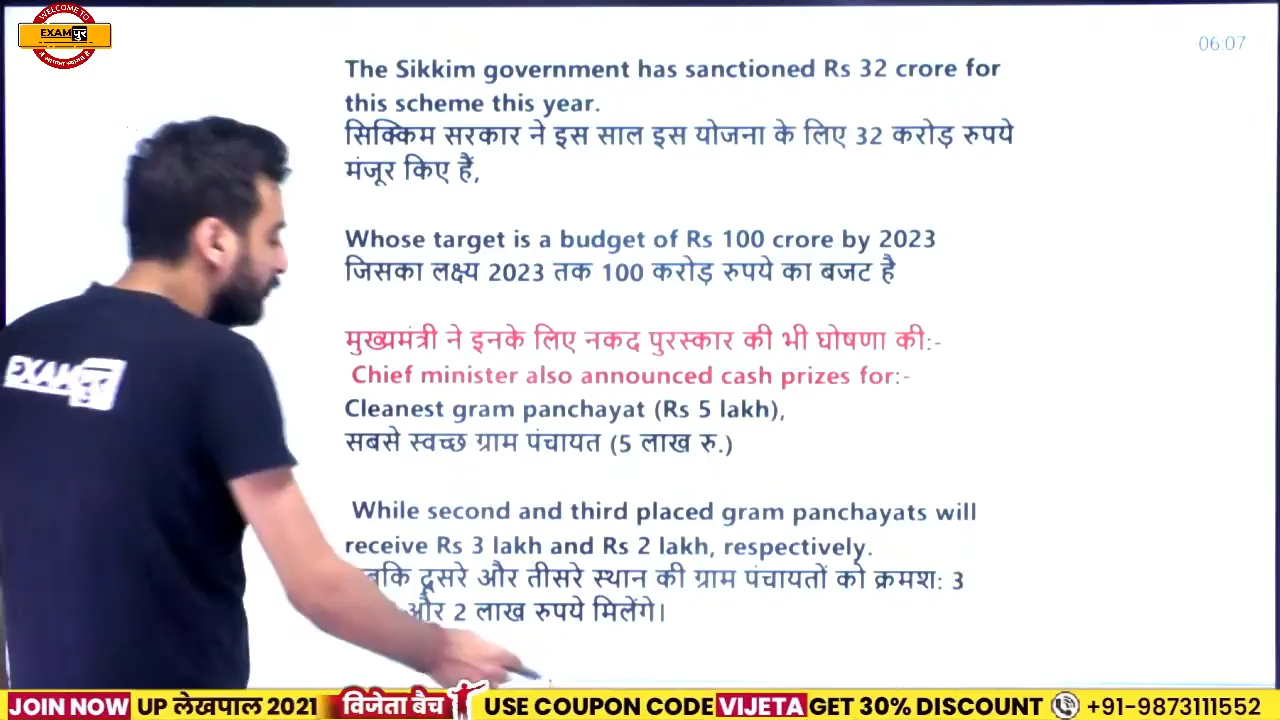 WELCOME TO
EXAMपुर
06:07
The Sikkim government has sanctioned Rs 32 crore for
this scheme this year.
सिक्किम सरकार ने इस साल इस योजना के लिए 32 करोड़ रुपये
मंजूर किए हैं,
Whose target is a budget of Rs 100 crore by 2023
जिसका लक्ष्य 2023 तक 100 करोड़ रुपये का बजट है
मुख्यमंत्री ने इनके लिए नकद पुरस्कार की भी घोषणा की:-
Chief minister also announced cash prizes for:-
Cleanest gram panchayat (Rs 5 lakh),
सबसे स्वच्छ ग्राम पंचायत (5 लाख रु.)
EXAMपुर
While second and third placed gram panchayats will
receive Rs 3 lakh and Rs 2 lakh, respectively.
दूसरे और तीसरे स्थान की ग्राम पंचायतों को क्रमश: 3
और 2 लाख रुपये मिलेंगे।
JOIN NOW UP लेखपाल 2021 विजेता बैच USE COUPON CODE VIJETA GET 30% DISCOUNT +91-9873111552